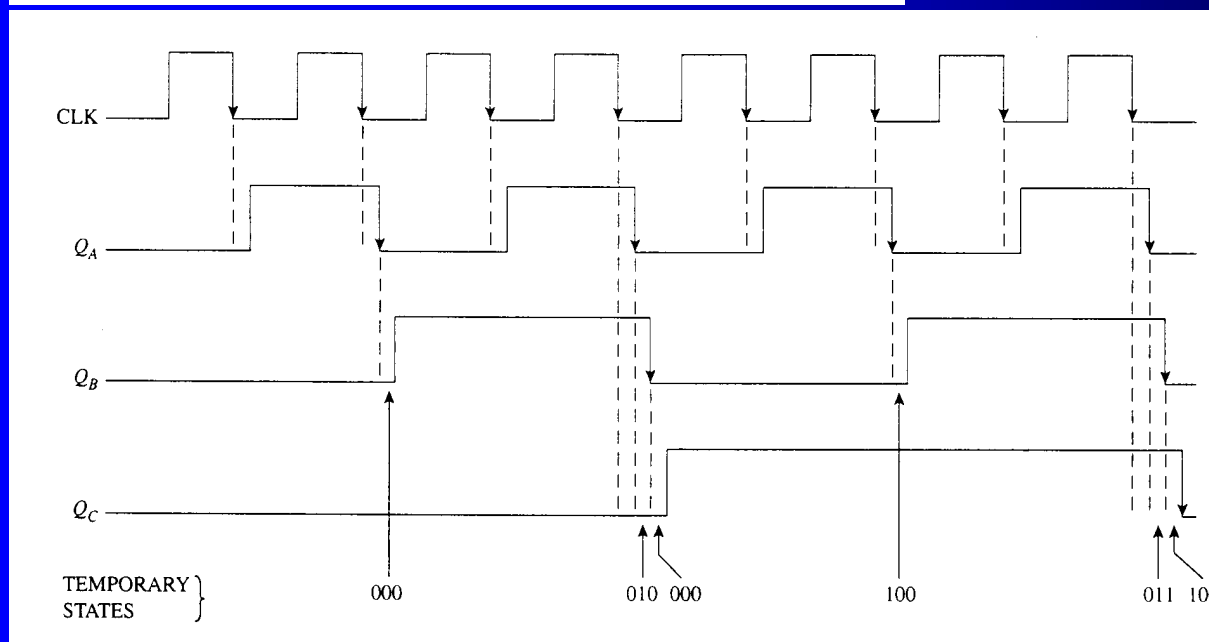 CLK
Q_A
Q_B
Q_C
TEMPORARY
STATES
000
010 000
100
011 10